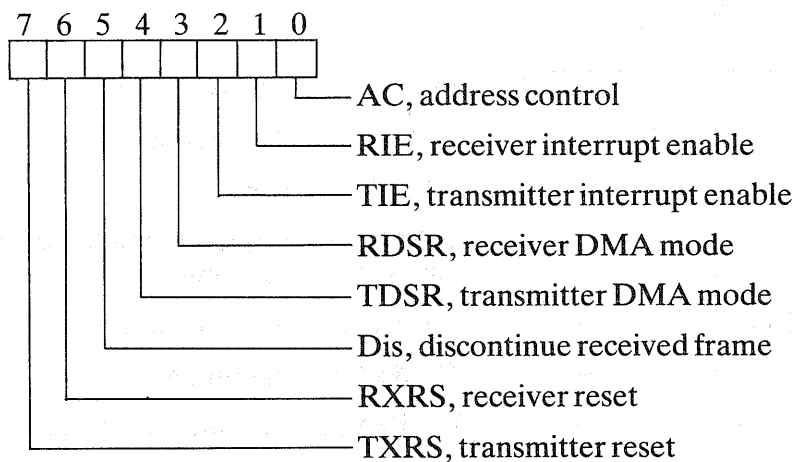 7 6 5 4 3 2 1 0
AC, address control
RIE, receiver interrupt enable
TIE, transmitter interrupt enable
RDSR, receiver DMA mode
TDSR, transmitter DMA mode
Dis, discontinue received frame
RXRS, receiver reset
TXRS, transmitter reset